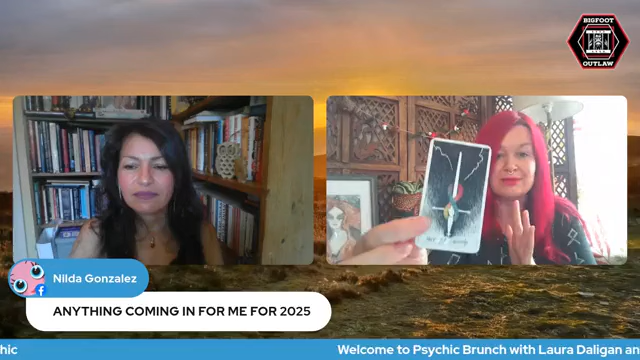 BIGFOOT
OUTLAW
Nilda Gonzalez
ANYTHING COMING IN FOR ME FOR 2025
hic
Welcome to Psychic Brunch with Laura Daligan an